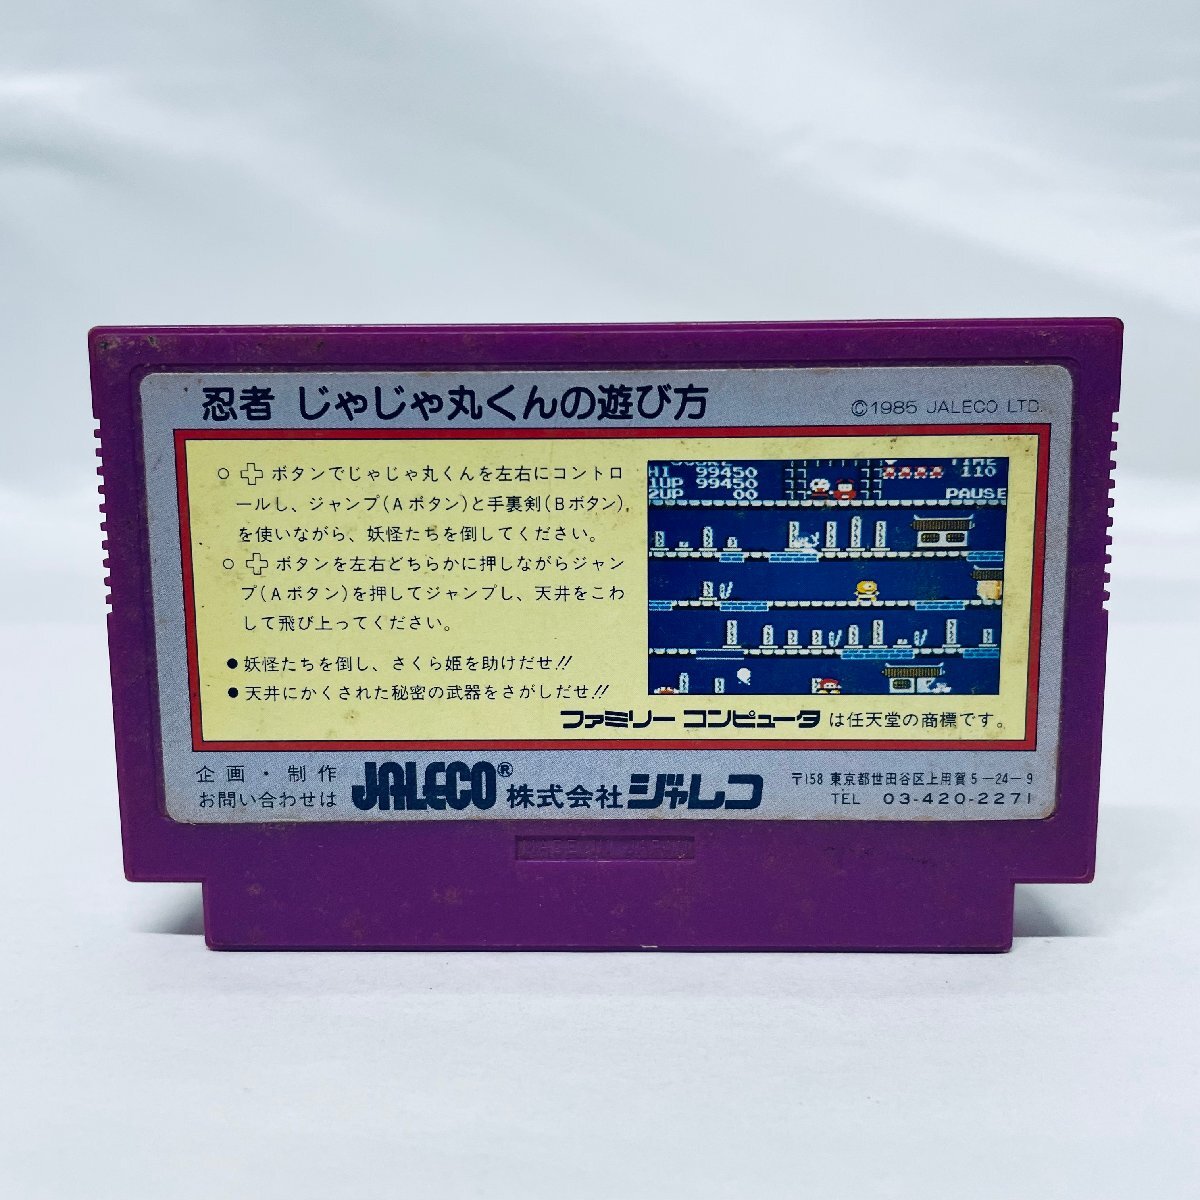 忍者 じゃじゃ丸くんの遊び方
©1985 JALECO LTD.
○ ボタンでじゃじゃ丸くんを左右にコントロ
ールし、ジャンプ(Aボタン)と手裏剣(Bボタン)
を使いながら、妖怪たちを倒してください。
○ ボタンを左右どちらかに押しながらジャン
プ(Aボタン)を押してジャンプし、天井をこわ
して飛び上ってください。
●妖怪たちを倒し、さくら姫を助けだせ!!
●天井にかくされた秘密の武器をさがしだせ!!
SCORE TIME
HI 99450 110
1UP 99450
2UP 00 PAUSE
ファミリー コンピュータ は任天堂の商標です。
企画・制作
お問い合わせは
JALECO® 株式会社ジャレコ
〒158 東京都世田谷区上用賀5-24-9
TEL 03-420-2271